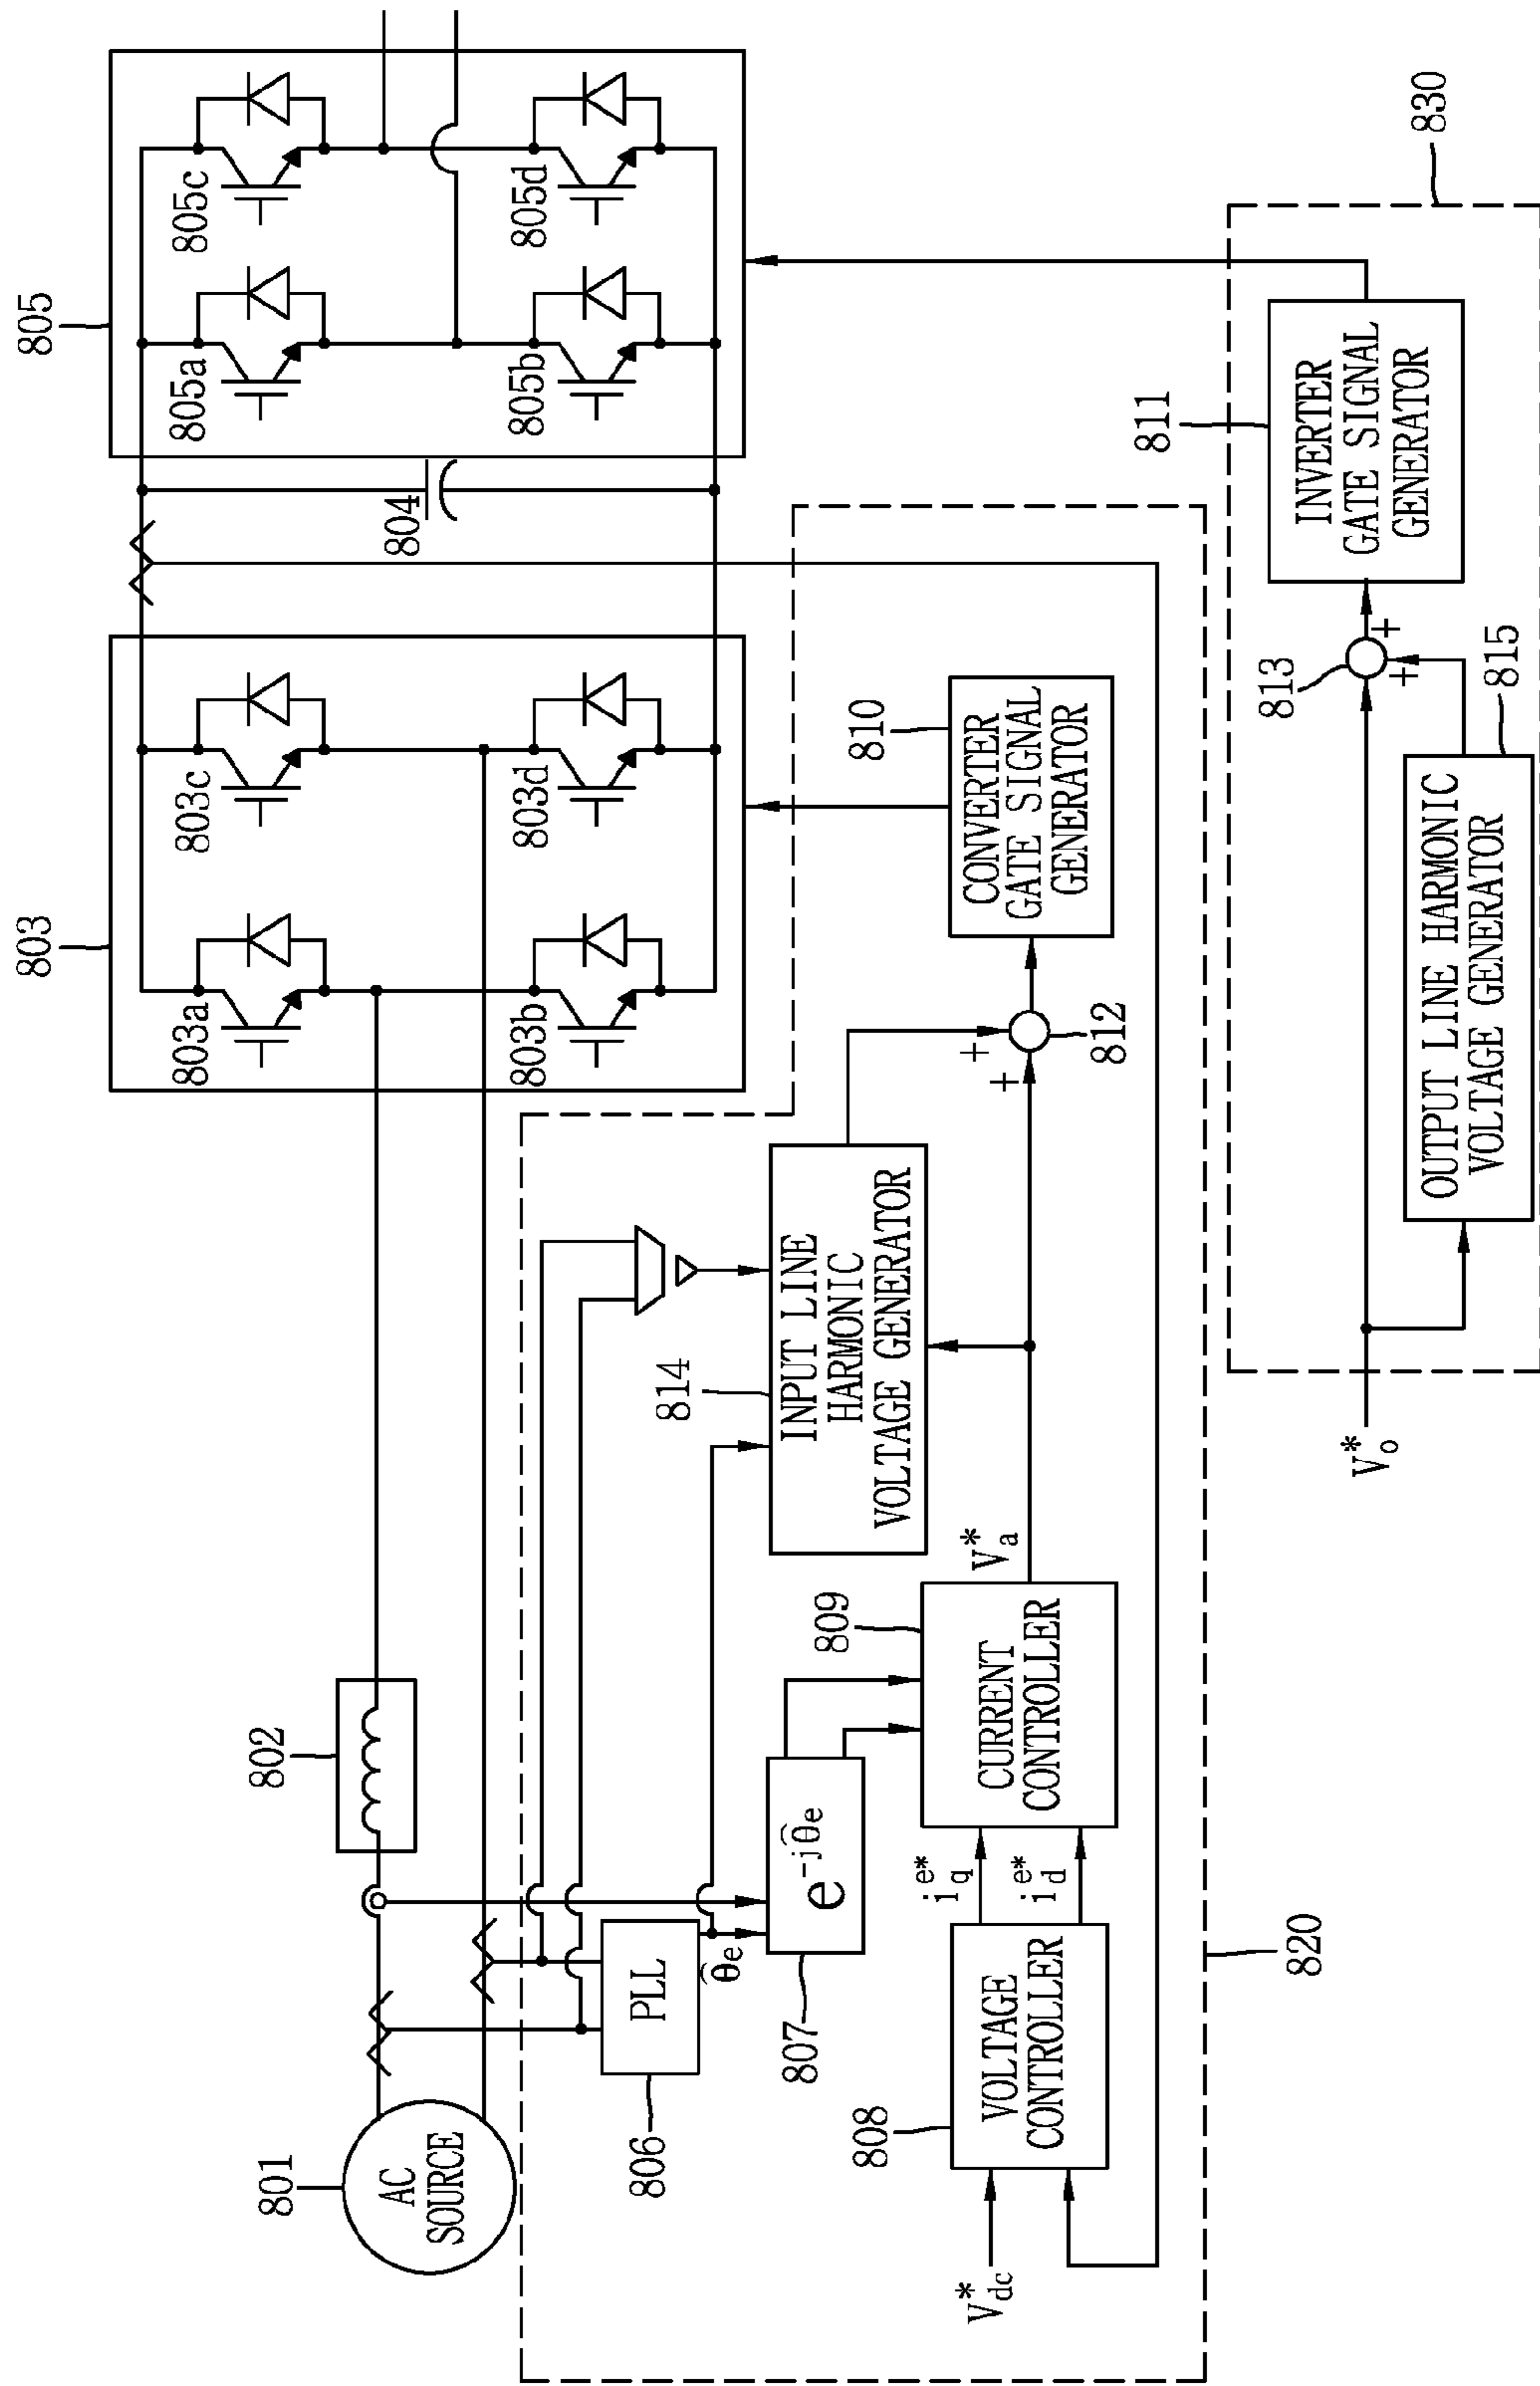 803
805
803a
803c
805a
805c
803b
803d
805b
805d
804
801
AC
SOURCE
802
806
PLL
θ̂e
807
e^-jθ̂e
814
INPUT LINE
HARMONIC
VOLTAGE GENERATOR
810
CONVERTER
GATE SIGNAL
GENERATOR
808
VOLTAGE
CONTROLLER
V*dc
i^e*q
i^e*d
809
CURRENT
CONTROLLER
V*a
+
+
812
820
811
INVERTER
GATE SIGNAL
GENERATOR
830
813
+
+
V*o
815
OUTPUT LINE HARMONIC
VOLTAGE GENERATOR